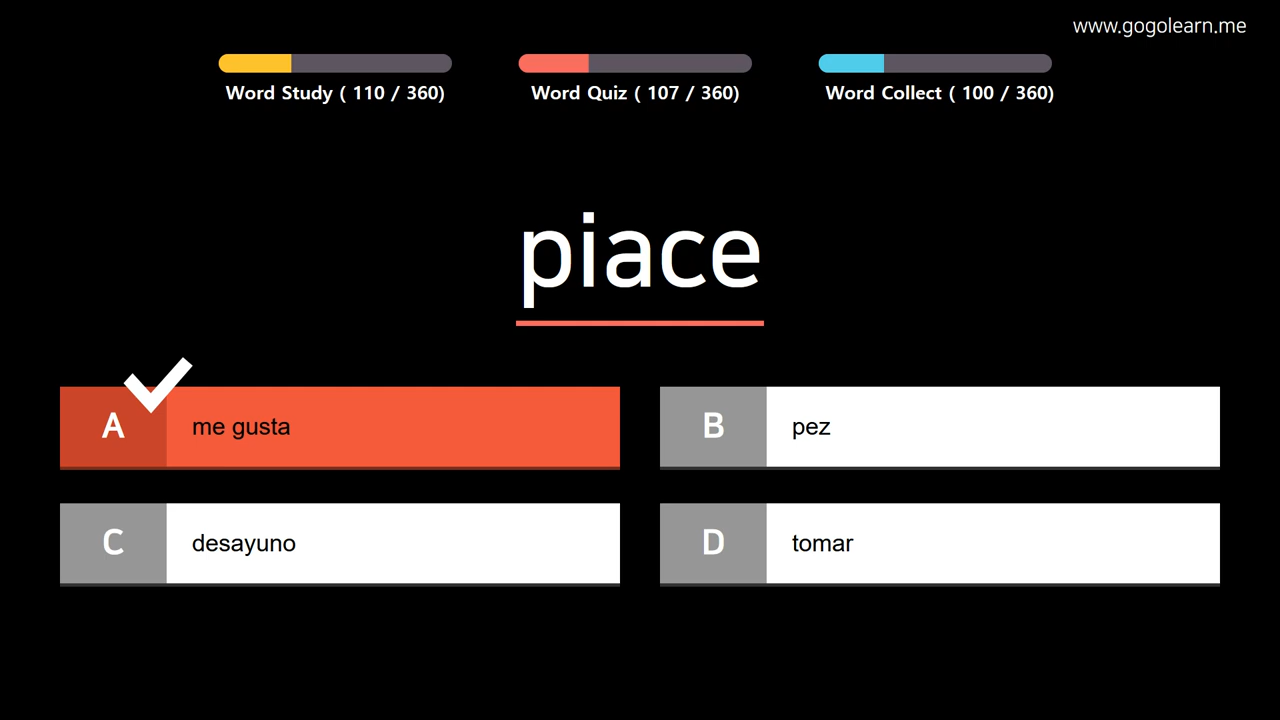 www.gogolearn.me
Word Study ( 110 / 360)
Word Quiz ( 107 / 360)
Word Collect ( 100 / 360)
piace
A me gusta
B pez
C desayuno
D tomar